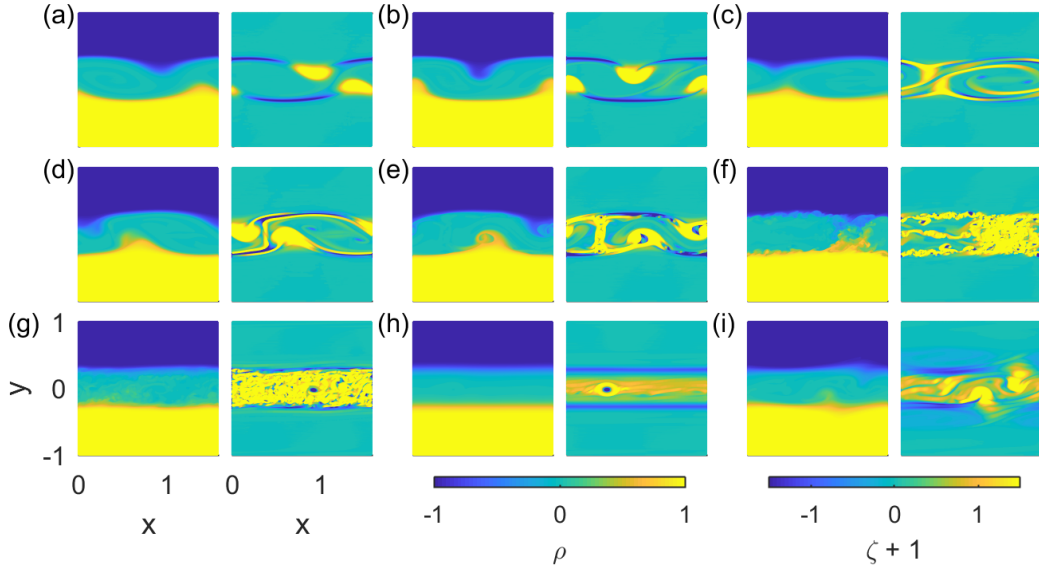 (a) (b) (c)
(d) (e) (f)
(g) (h) (i)
1
y 0
-1
0 1 0 1
x x
-1 0 1
ρ
-1 0 1
ζ + 1